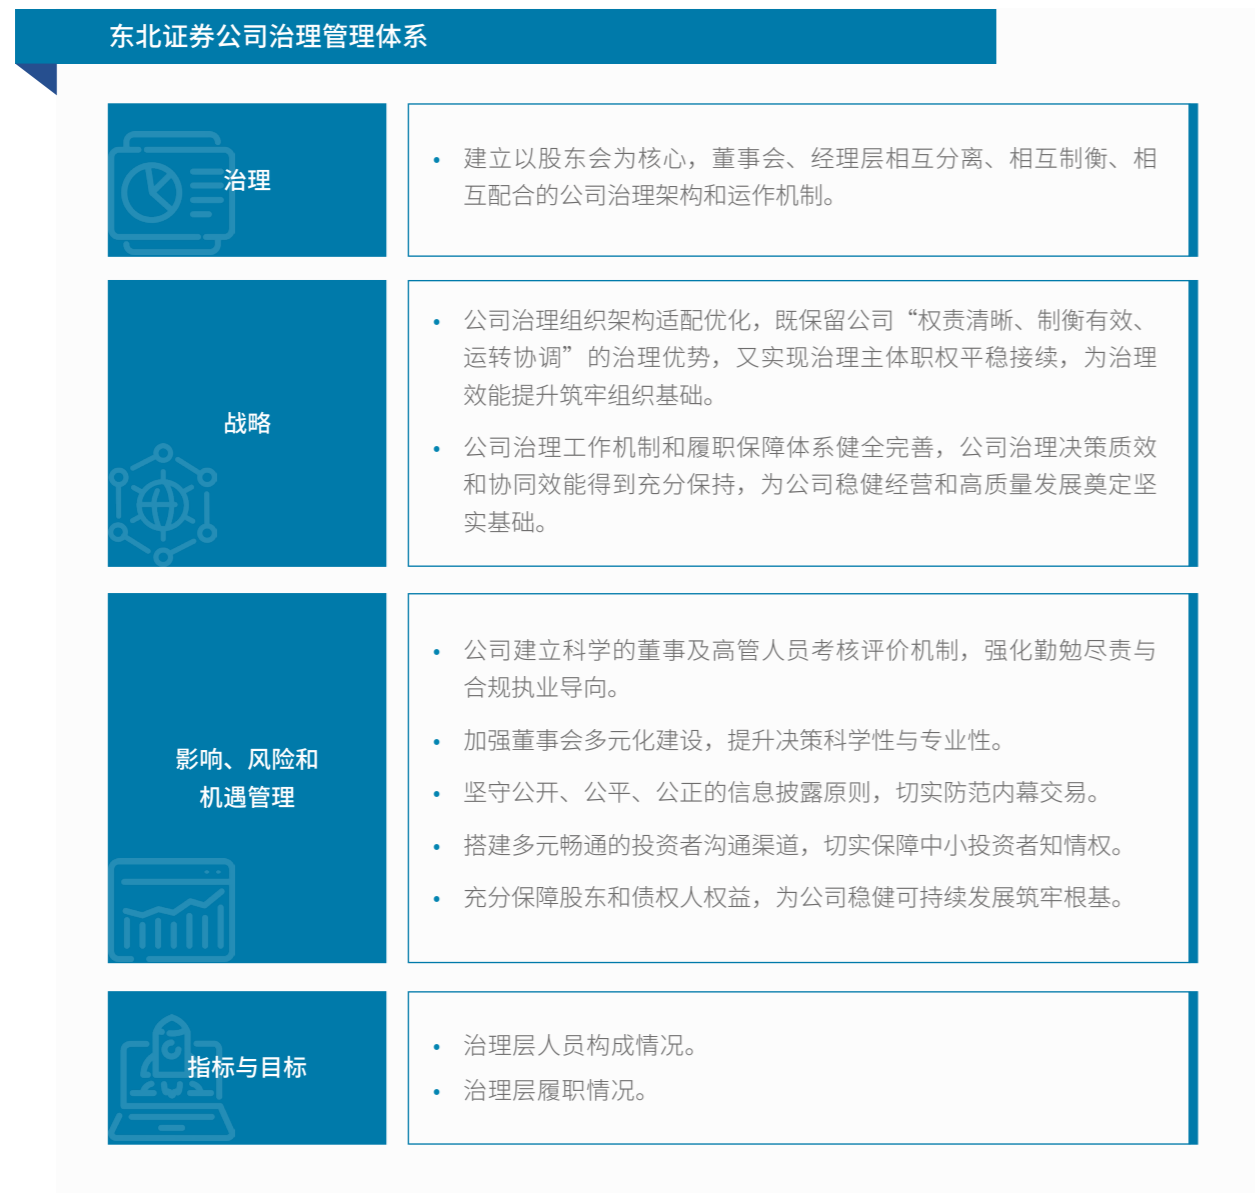 东北证券公司治理管理体系
治理
• 建立以股东会为核心，董事会、经理层相互分离、相互制衡、相
互配合的公司治理架构和运作机制。
战略
• 公司治理组织架构适配优化，既保留公司“权责清晰、制衡有效、
运转协调”的治理优势，又实现治理主体职权平稳接续，为治理
效能提升筑牢组织基础。
• 公司治理工作机制和履职保障体系健全完善，公司治理决策质效
和协同效能得到充分保持，为公司稳健经营和高质量发展奠定坚
实基础。
影响、风险和
机遇管理
• 公司建立科学的董事及高管人员考核评价机制，强化勤勉尽责与
合规执业导向。
• 加强董事会多元化建设，提升决策科学性与专业性。
• 坚守公开、公平、公正的信息披露原则，切实防范内幕交易。
• 搭建多元畅通的投资者沟通渠道，切实保障中小投资者知情权。
• 充分保障股东和债权人权益，为公司稳健可持续发展筑牢根基。
指标与目标
• 治理层人员构成情况。
• 治理层履职情况。